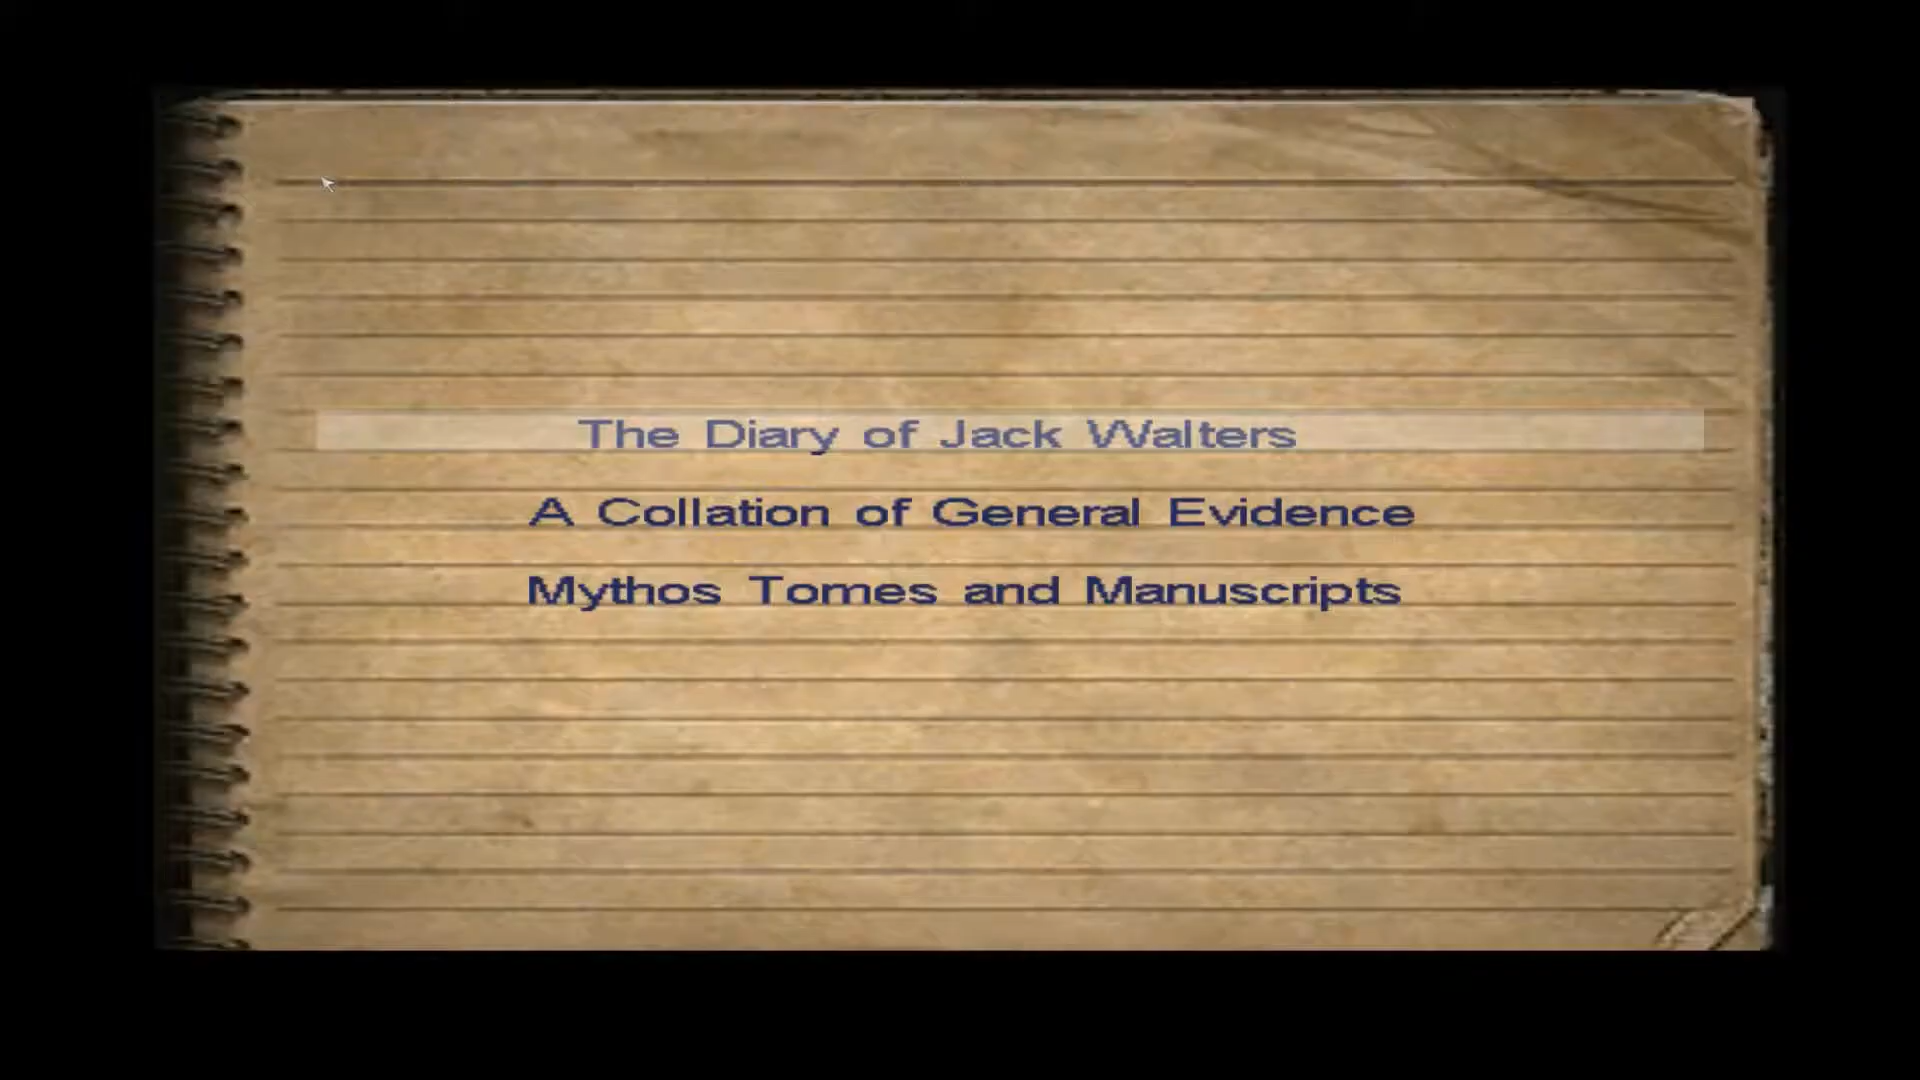 The Diary of Jack Walters
A Collation of General Evidence
Mythos Tomes and Manuscripts